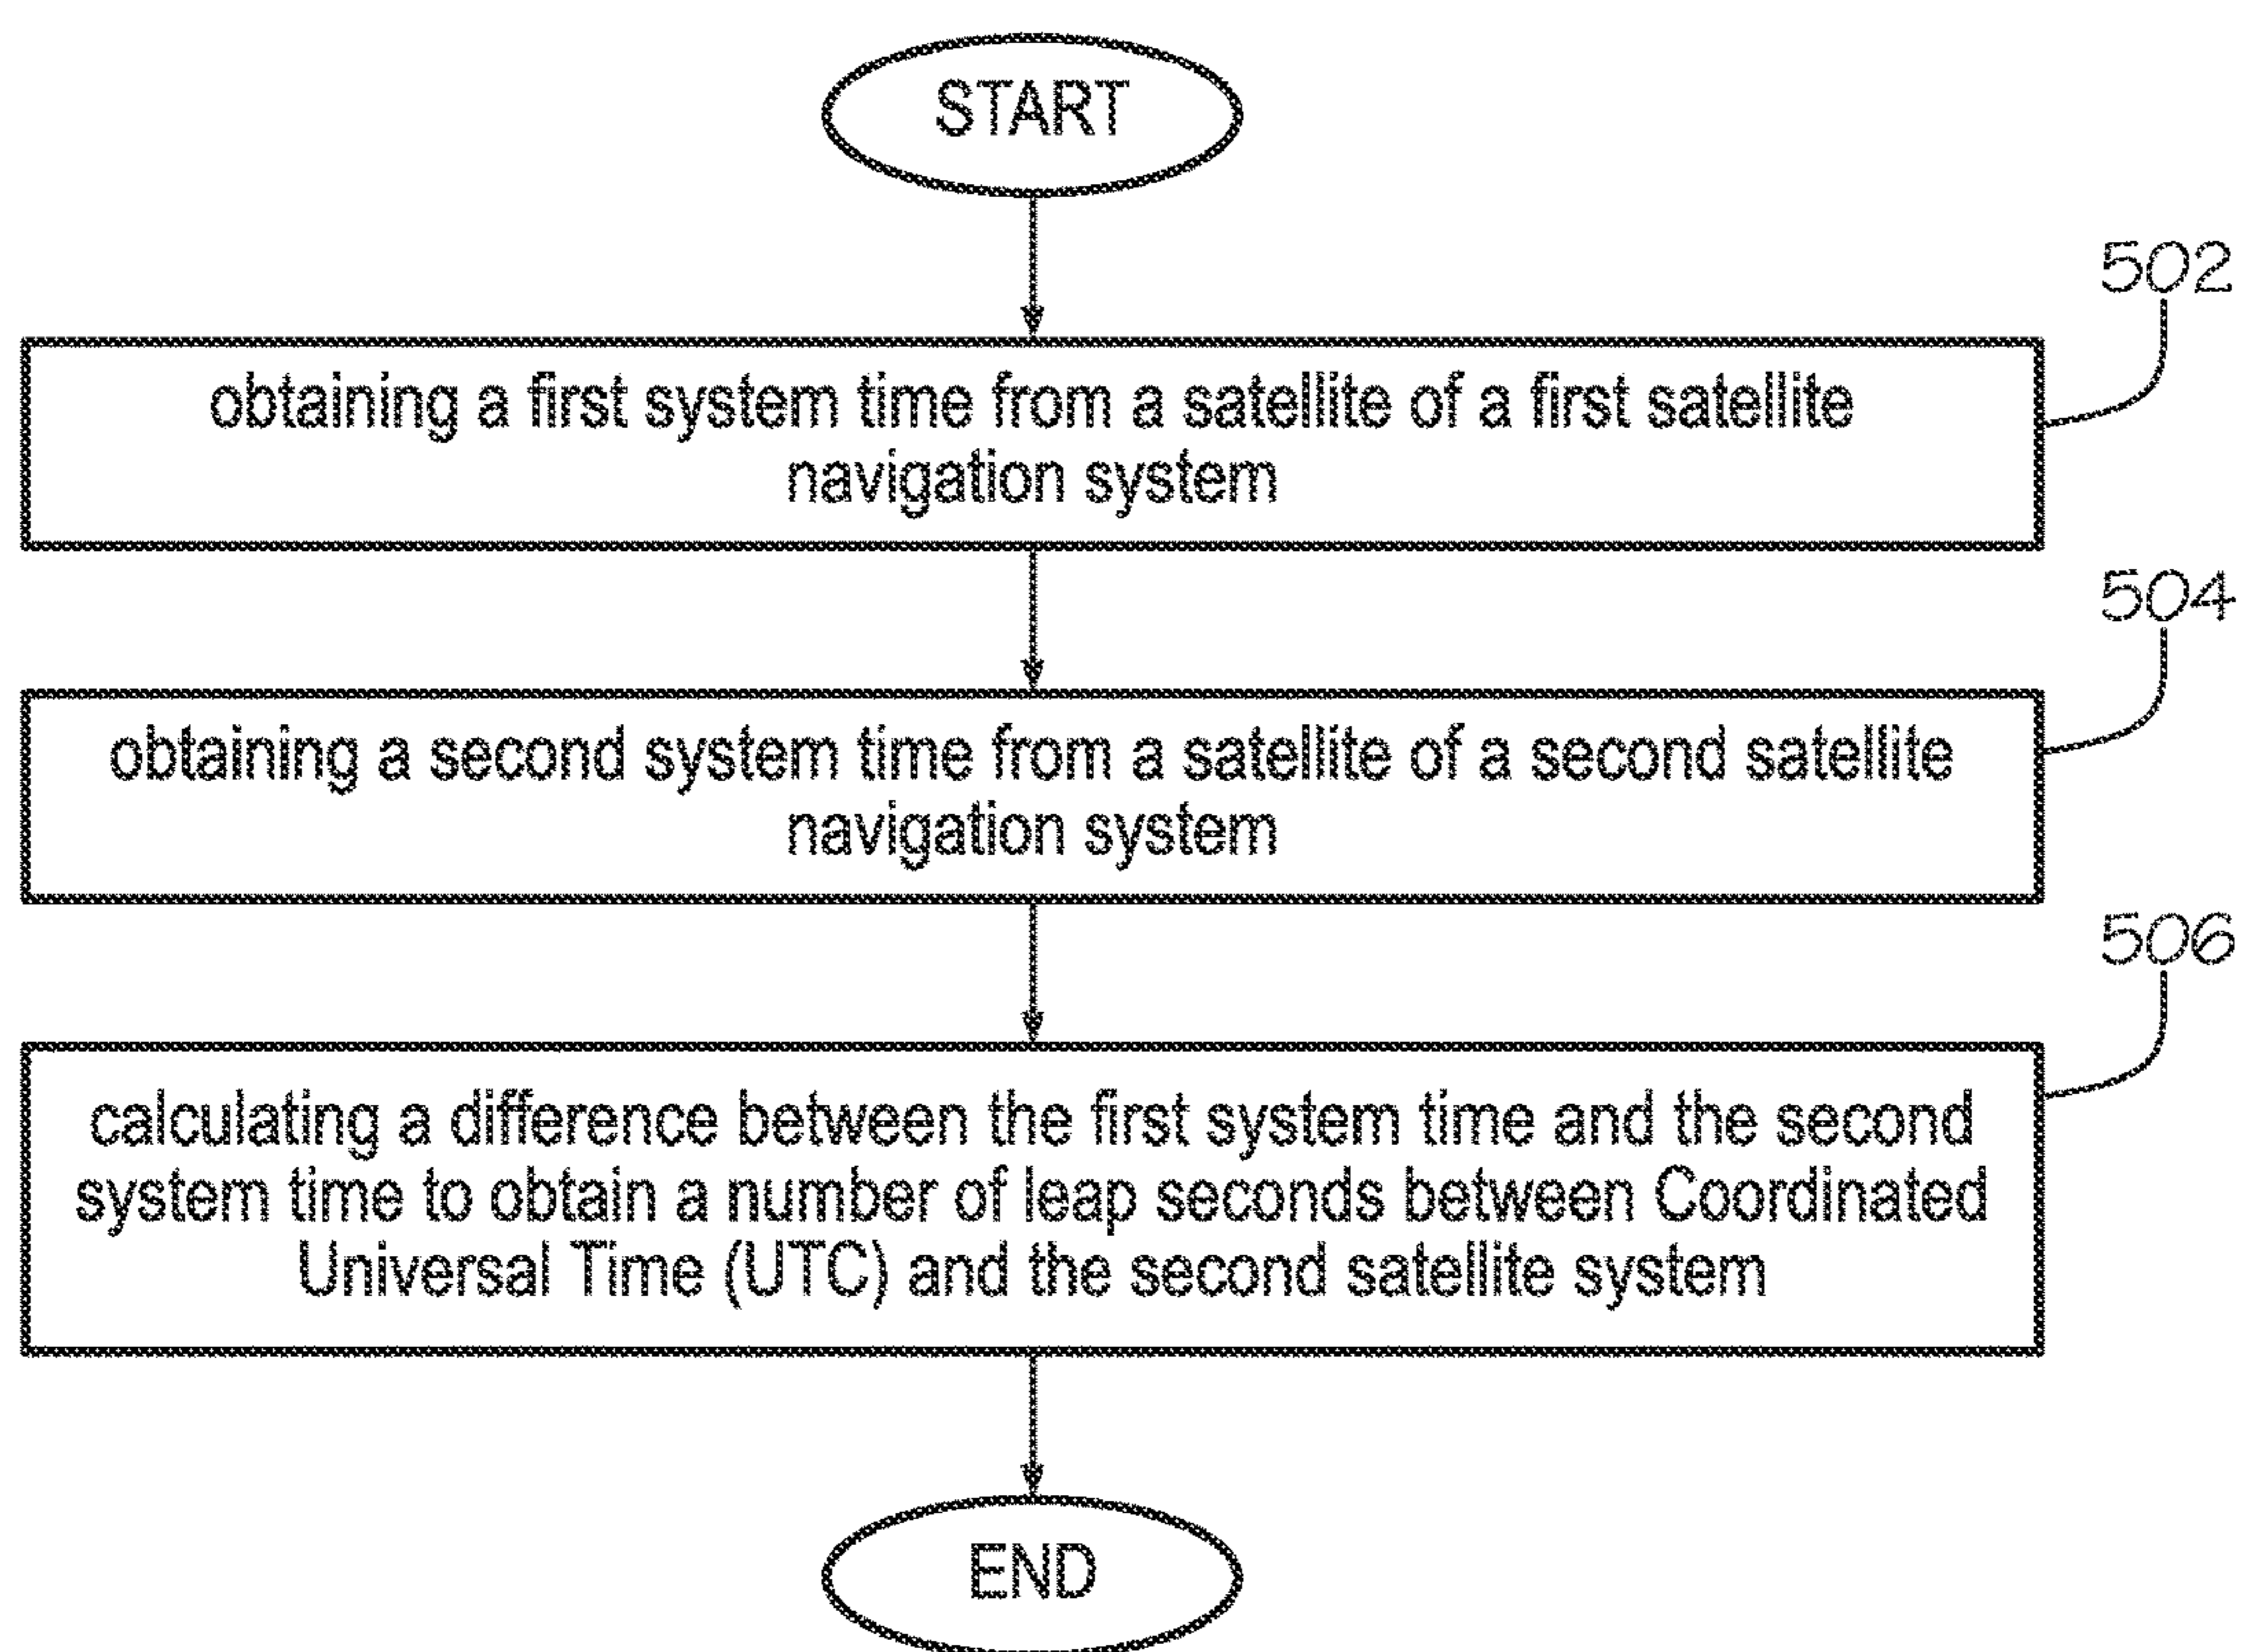 START
502
obtaining a first system time from a satellite of a first satellite
navigation system
504
obtaining a second system time from a satellite of a second satellite
navigation system
506
calculating a difference between the first system time and the second
system time to obtain a number of leap seconds between Coordinated
Universal Time (UTC) and the second satellite system
END